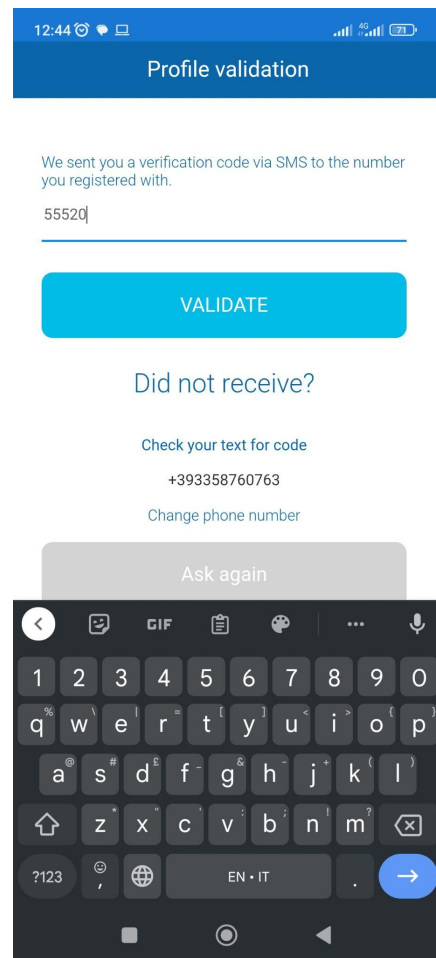 12:44
4G
71
Profile validation
We sent you a verification code via SMS to the number
you registered with.
55520
VALIDATE
Did not receive?
Check your text for code
+393358760763
Change phone number
Ask again
GIF
1 2 3 4 5 6 7 8 9 0
% \ | = [ ] < > { }
q w e r t y u i o p
@ # £ - & - + ( )
a s d f g h j k l
* " ' : ; ! ?
z x c v b n m
?123 , EN • IT .